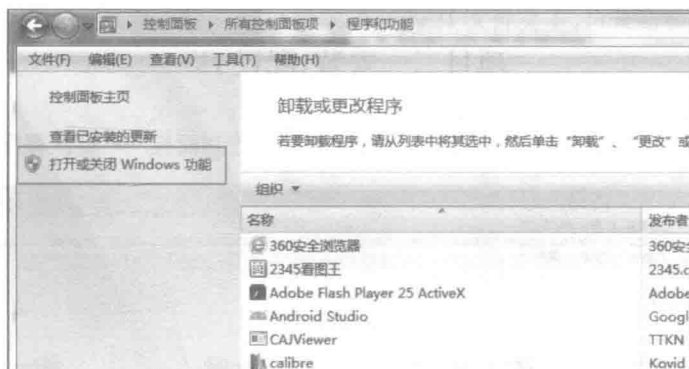 控制面板 ▸ 所有控制面板项 ▸ 程序和功能
文件(F) 编辑(E) 查看(V) 工具(T) 帮助(H)
控制面板主页
查看已安装的更新
打开或关闭 Windows 功能
卸载或更改程序
若要卸载程序，请从列表中将其选中，然后单击“卸载”、“更改”或
组织
名称 发布者
360安全浏览器 360安全
2345看图王 2345.c
Adobe Flash Player 25 ActiveX Adobe
Android Studio Googl
CAJViewer TTKN
calibre Kovid